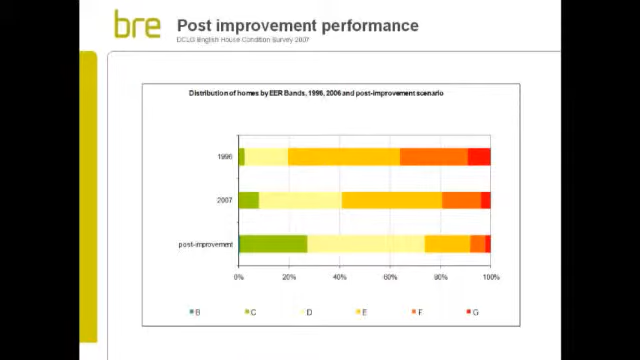 bre
Post improvement performance
DCLG English House Condition Survey 2007
Distribution of homes by EER Bands, 1996, 2006 and post-improvement scenario
1996
2007
post-improvement
0% 20% 40% 60% 80% 100%
B C D E F G